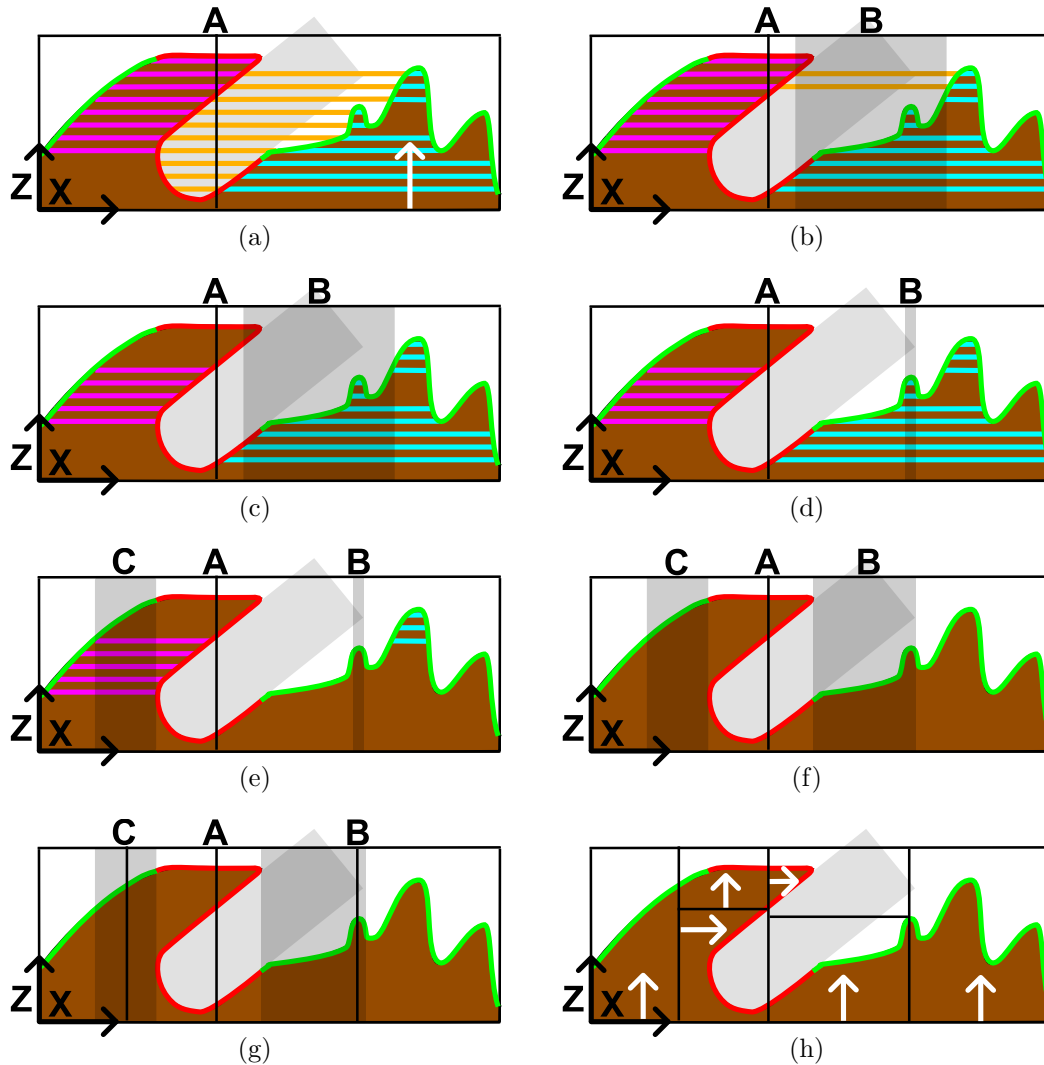 A
Z X
(a)
A B
Z X
(b)
A B
Z X
(c)
A B
Z X
(d)
C A B
Z X
(e)
C A B
Z X
(f)
C A B
Z X
(g)
Z X
(h)